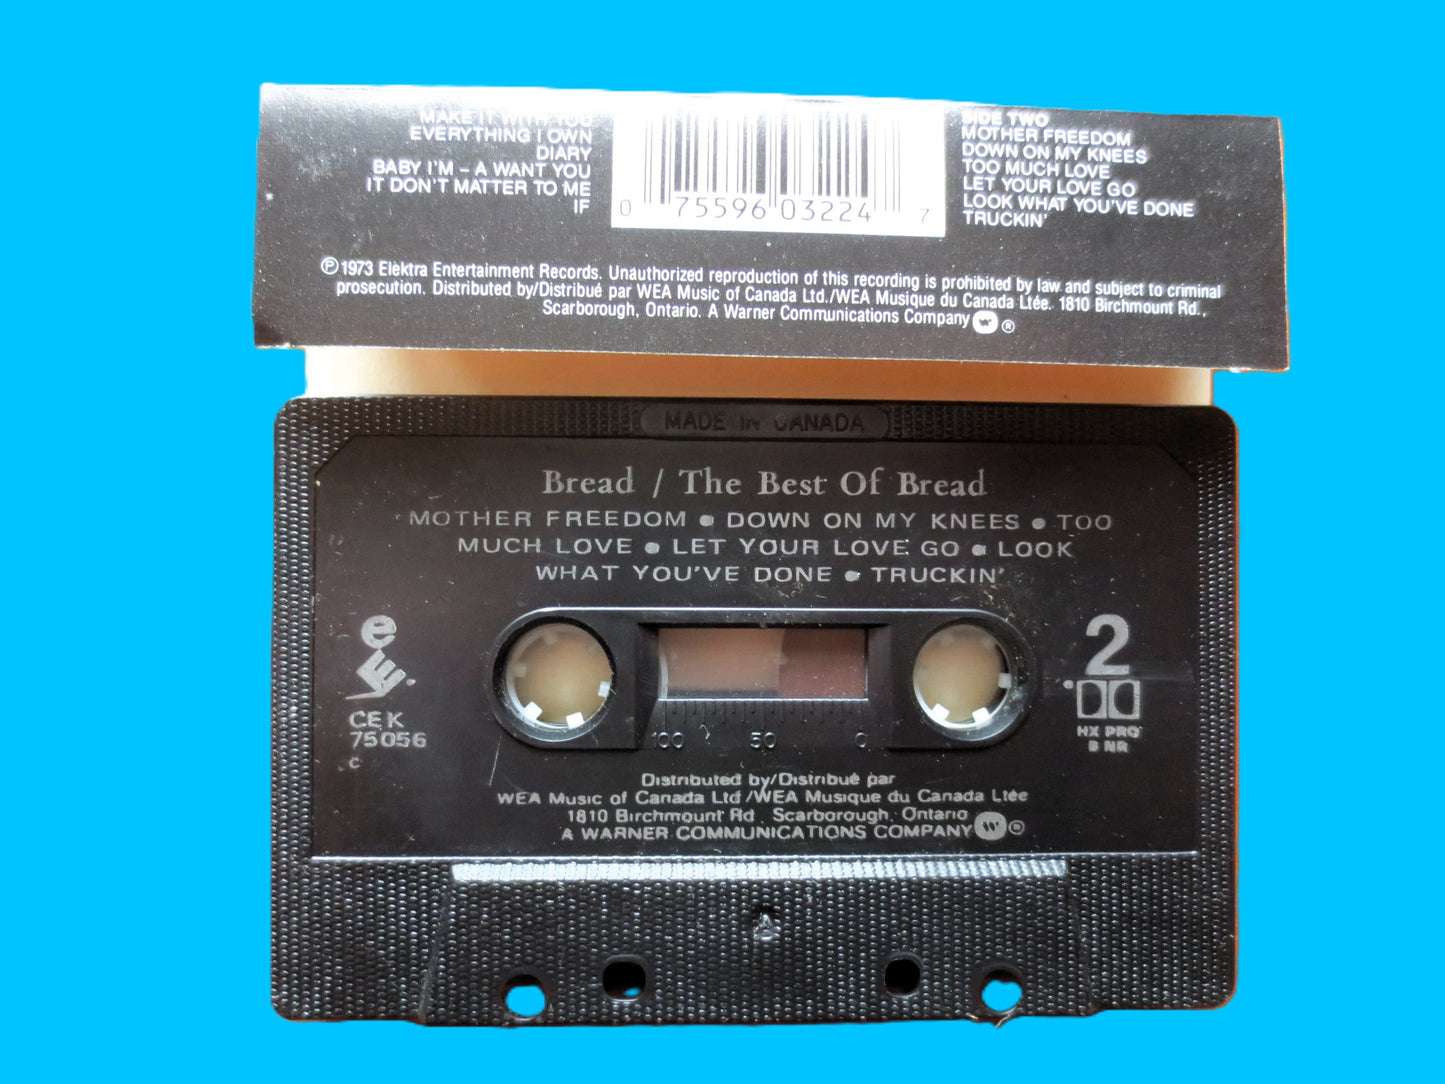 MAKE IT WITH YOU
EVERYTHING I OWN
DIARY
BABY I'M – A WANT YOU
IT DON'T MATTER TO ME
IF
0 75596 03224 7
SIDE TWO
MOTHER FREEDOM
DOWN ON MY KNEES
TOO MUCH LOVE
LET YOUR LOVE GO
LOOK WHAT YOU'VE DONE
TRUCKIN'
℗ 1973 Elektra Entertainment Records. Unauthorized reproduction of this recording is prohibited by law and subject to criminal
prosecution. Distributed by/Distribué par WEA Music of Canada Ltd./WEA Musique du Canada Ltée. 1810 Birchmount Rd.,
Scarborough, Ontario. A Warner Communications Company ®
MADE IN CANADA
Bread / The Best Of Bread
MOTHER FREEDOM • DOWN ON MY KNEES • TOO
MUCH LOVE • LET YOUR LOVE GO • LOOK
WHAT YOU'VE DONE • TRUCKIN'
e
CEK
75056
c
2
HX PRO
B NR
100 50 0
Distributed by/Distribué par
WEA Music of Canada Ltd /WEA Musique du Canada Ltée
1810 Birchmount Rd Scarborough, Ontario
A WARNER COMMUNICATIONS COMPANY ®